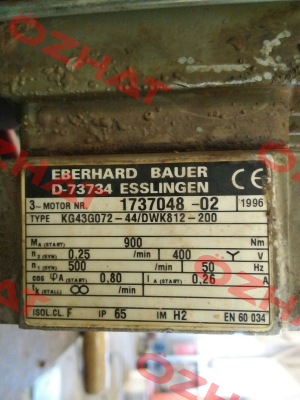 OZHAT
EBERHARD BAUER
D-73734 ESSLINGEN
CE
3~ MOTOR NR. 1737048 -02 1996
TYPE KG43G072-44/DWK812-200
MA (START) 900 Nm
n2 (SYN) 0.25 /min 400 Y V
n1 (SYN) 500 /min 50 Hz
cos φA (START) 0.80 IA (START) 0.26 A
tK (STALL) ∞ /min
ISOL.CL. F IP 65 IM H2 EN 60 034